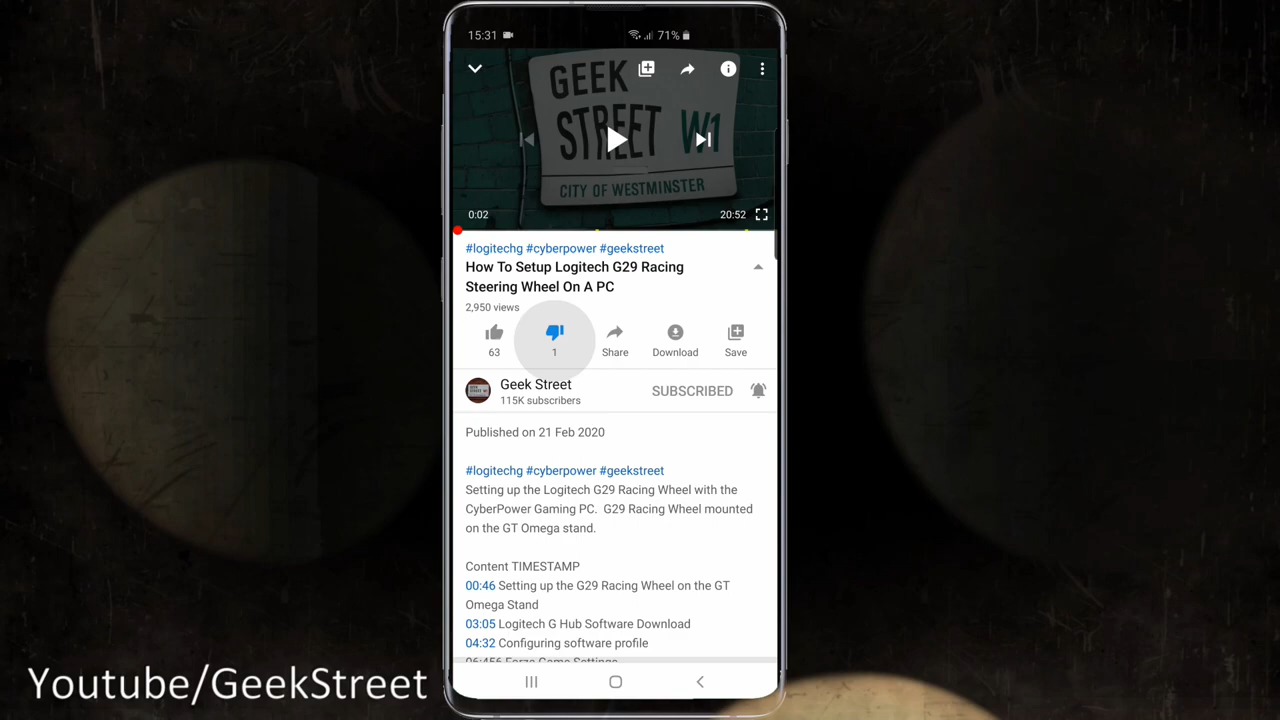 15:31
71%
GEEK
STREET W1
CITY OF WESTMINSTER
0:02
20:52
#logitechg #cyberpower #geekstreet
How To Setup Logitech G29 Racing
Steering Wheel On A PC
2,950 views
63
1
Share
Download
Save
Geek Street
115K subscribers
SUBSCRIBED
Published on 21 Feb 2020
#logitechg #cyberpower #geekstreet
Setting up the Logitech G29 Racing Wheel with the
CyberPower Gaming PC. G29 Racing Wheel mounted
on the GT Omega stand.
Content TIMESTAMP
00:46 Setting up the G29 Racing Wheel on the GT
Omega Stand
03:05 Logitech G Hub Software Download
04:32 Configuring software profile
Youtube/GeekStreet